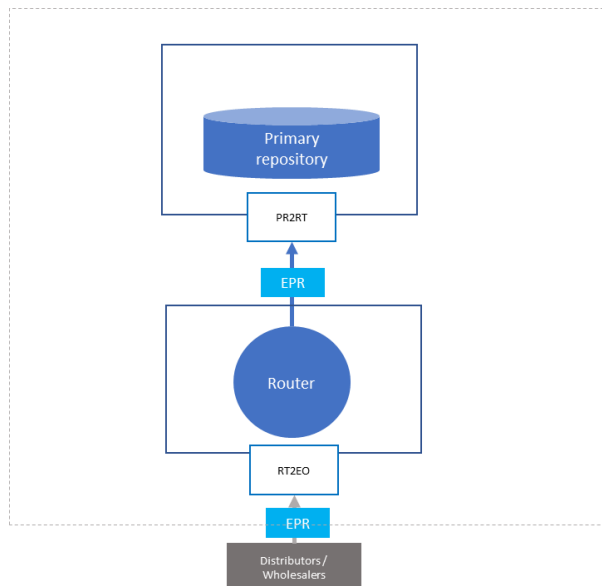 Primary
repository
PR2RT
EPR
Router
RT2EO
EPR
Distributors /
Wholesalers